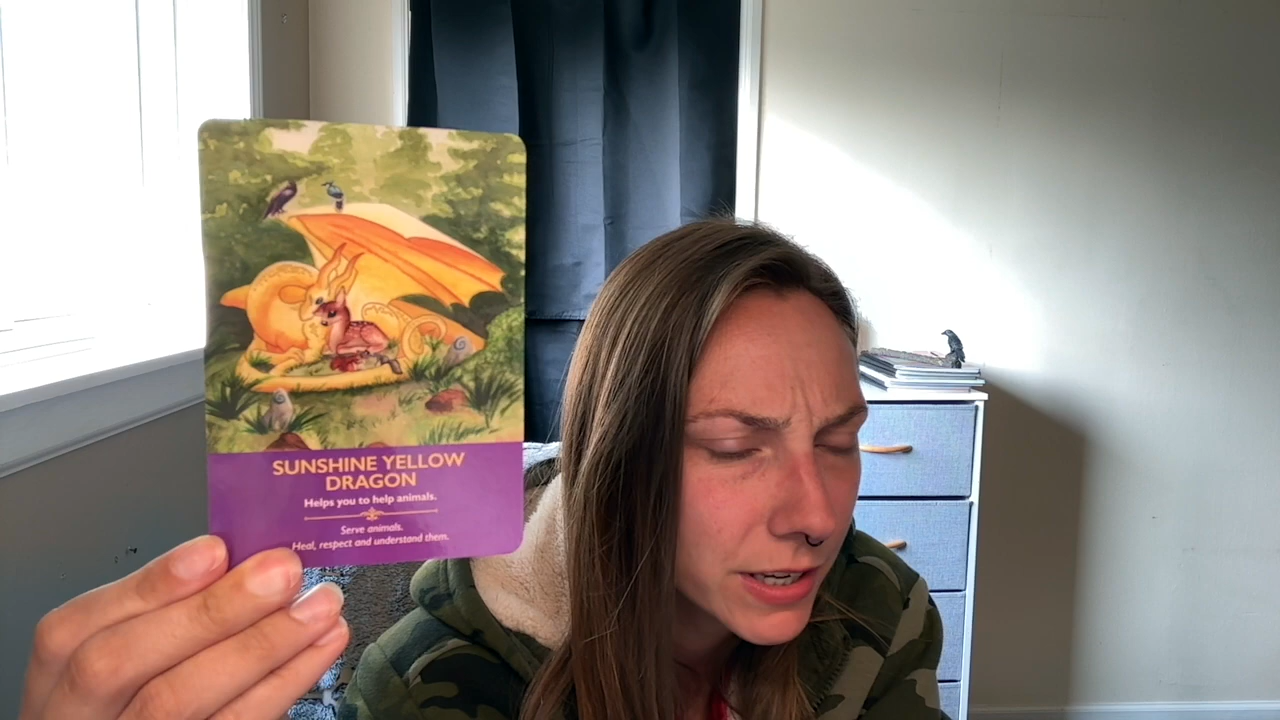 SUNSHINE YELLOW
DRAGON
Helps you to help animals.
Serve animals.
Heal, respect and understand them.